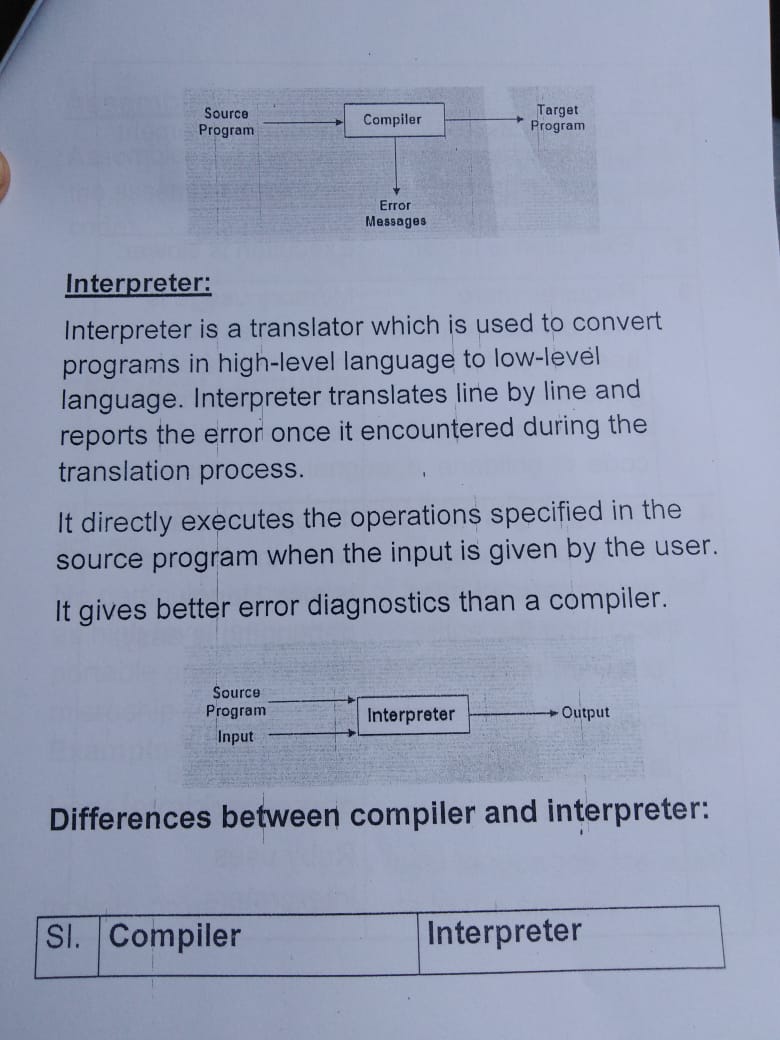 Source
Program
Compiler
Target
Program
Error
Messages
Interpreter:
Interpreter is a translator which is used to convert
programs in high-level language to low-level
language. Interpreter translates line by line and
reports the error once it encountered during the
translation process.
It directly executes the operations specified in the
source program when the input is given by the user.
It gives better error diagnostics than a compiler.
Source
Program
Input
Interpreter
Output
Differences between compiler and interpreter:
Sl. Compiler Interpreter